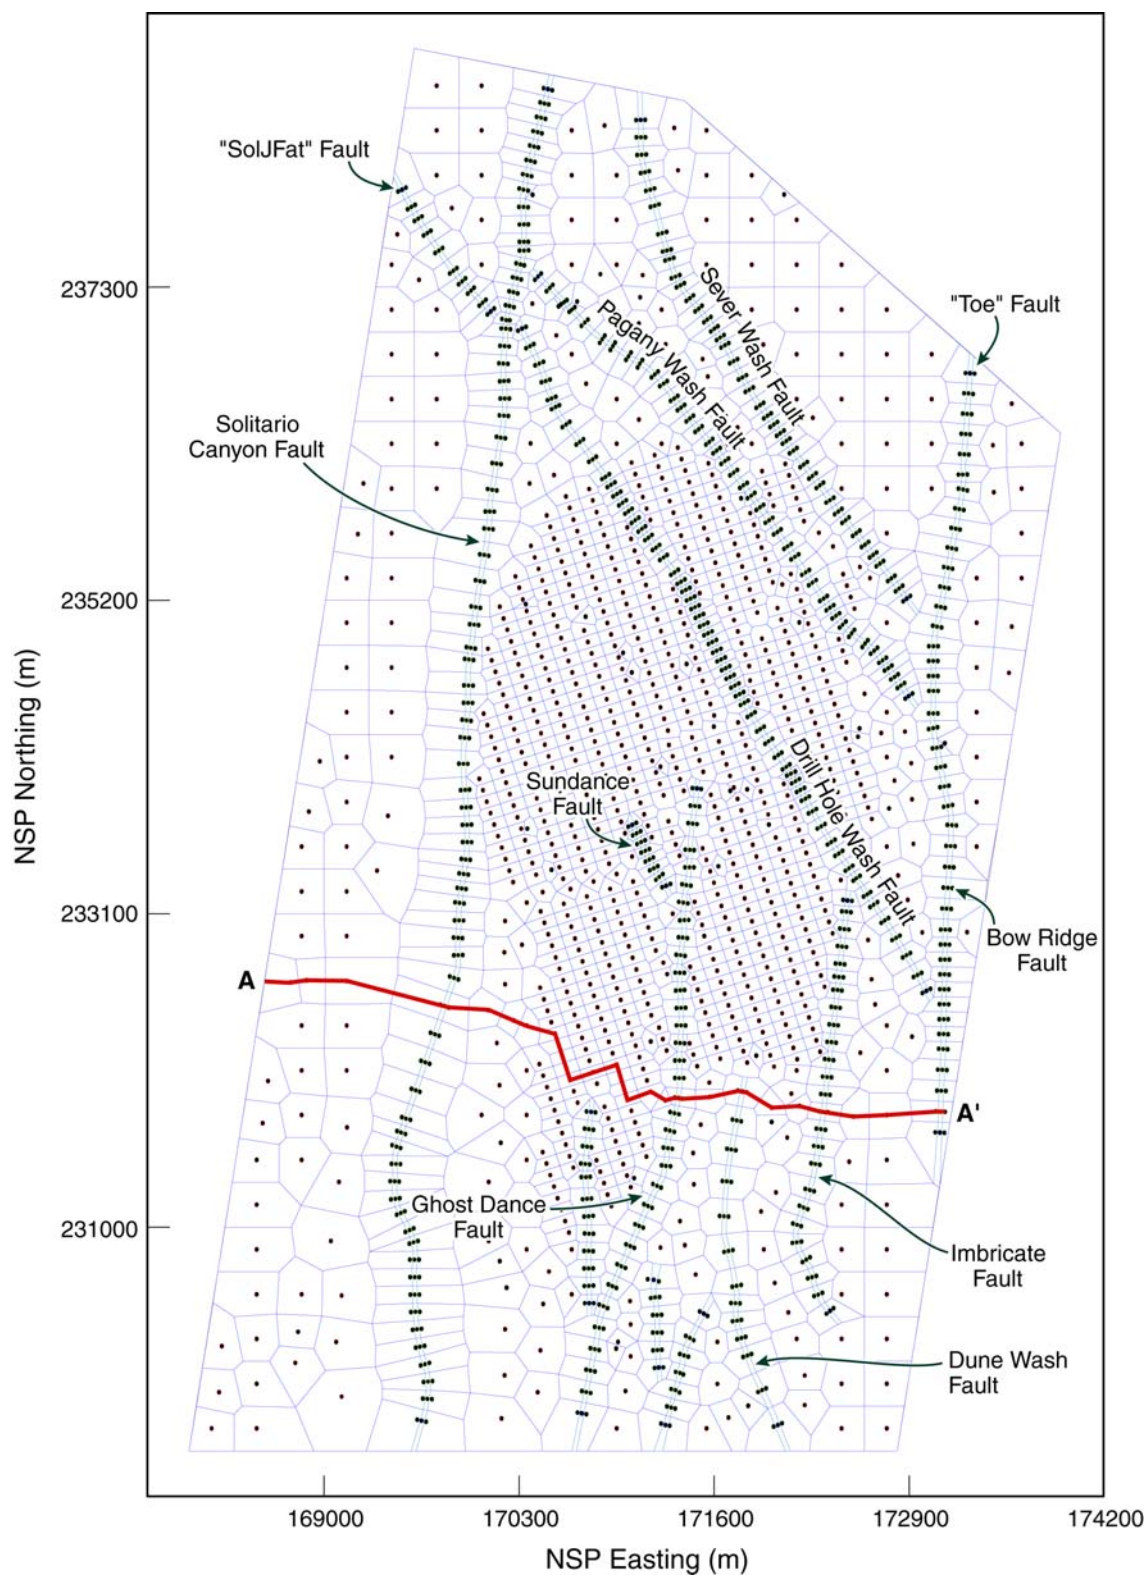 "SolJFat" Fault
237300
Sever Wash Fault
Pagany Wash Fault
"Toe" Fault
Solitario
Canyon Fault
235200
NSP Northing (m)
Sundance
Fault
Drill Hole Wash Fault
233100
Bow Ridge
Fault
A
A'
Ghost Dance
Fault
231000
Imbricate
Fault
Dune Wash
Fault
169000
170300
171600
172900
174200
NSP Easting (m)